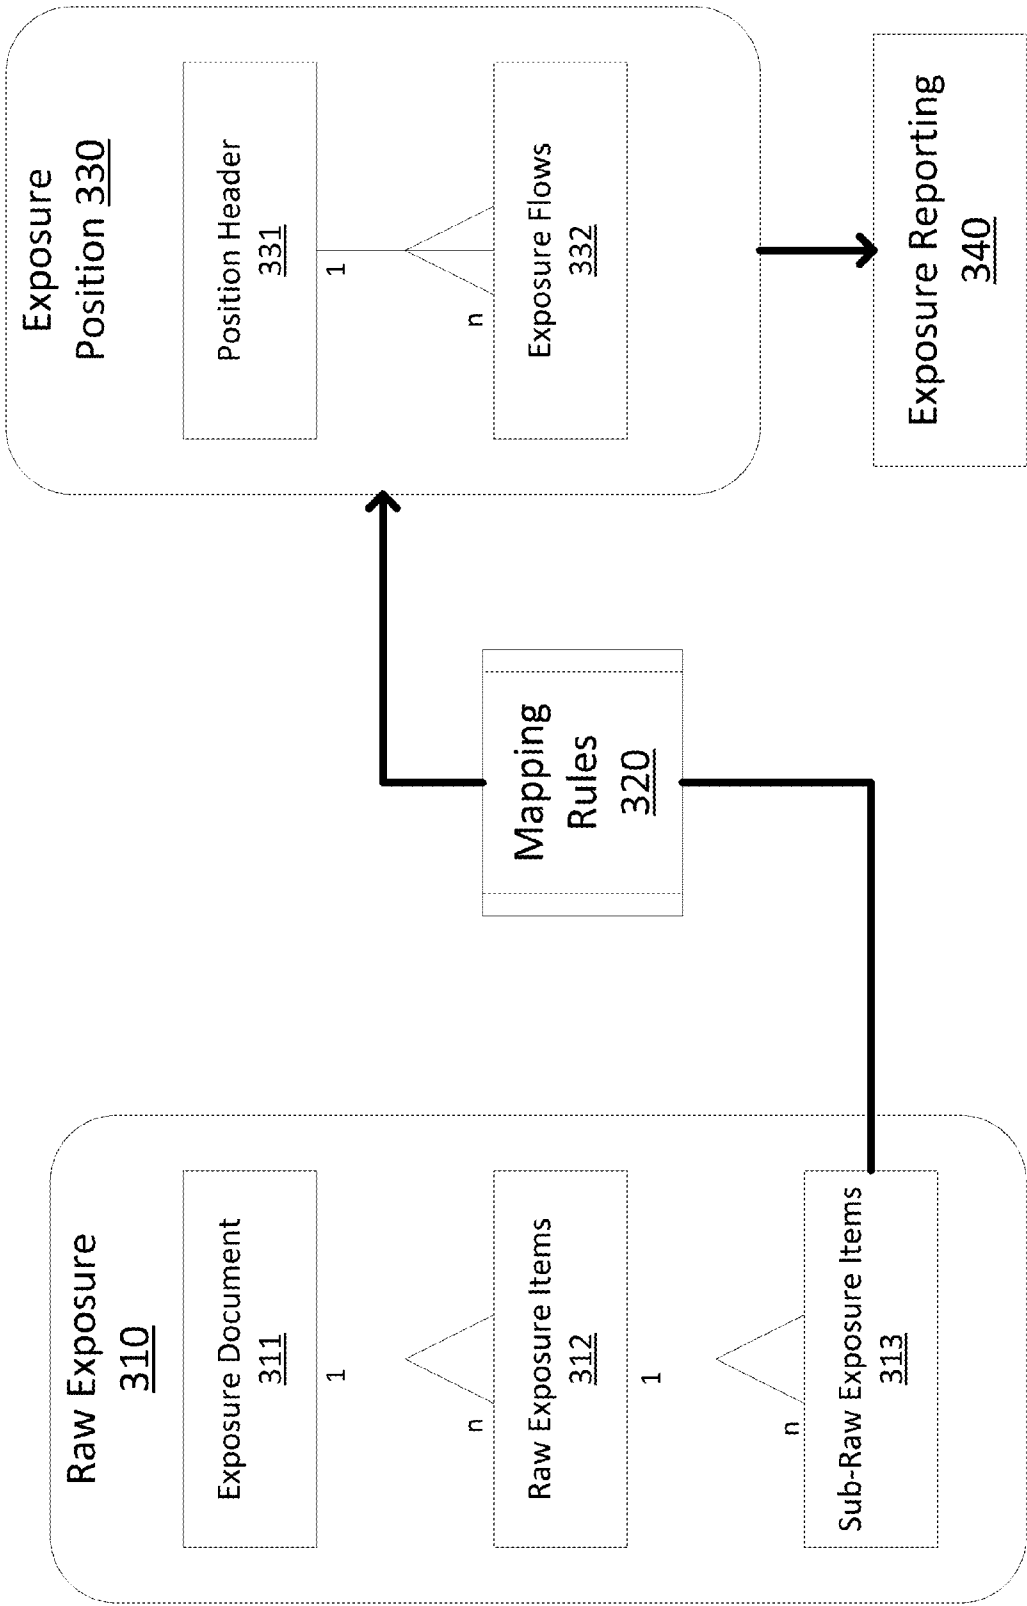 Raw Exposure
310
Exposure Document
311
1
n
Raw Exposure Items
312
1
n
Sub-Raw Exposure Items
313
Mapping
Rules
320
Exposure
Position 330
Position Header
331
1
n
Exposure Flows
332
Exposure Reporting
340